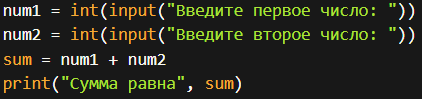 num1 = int(input("Введите первое число: "))
num2 = int(input("Введите второе число: "))
sum = num1 + num2
print("Сумма равна", sum)